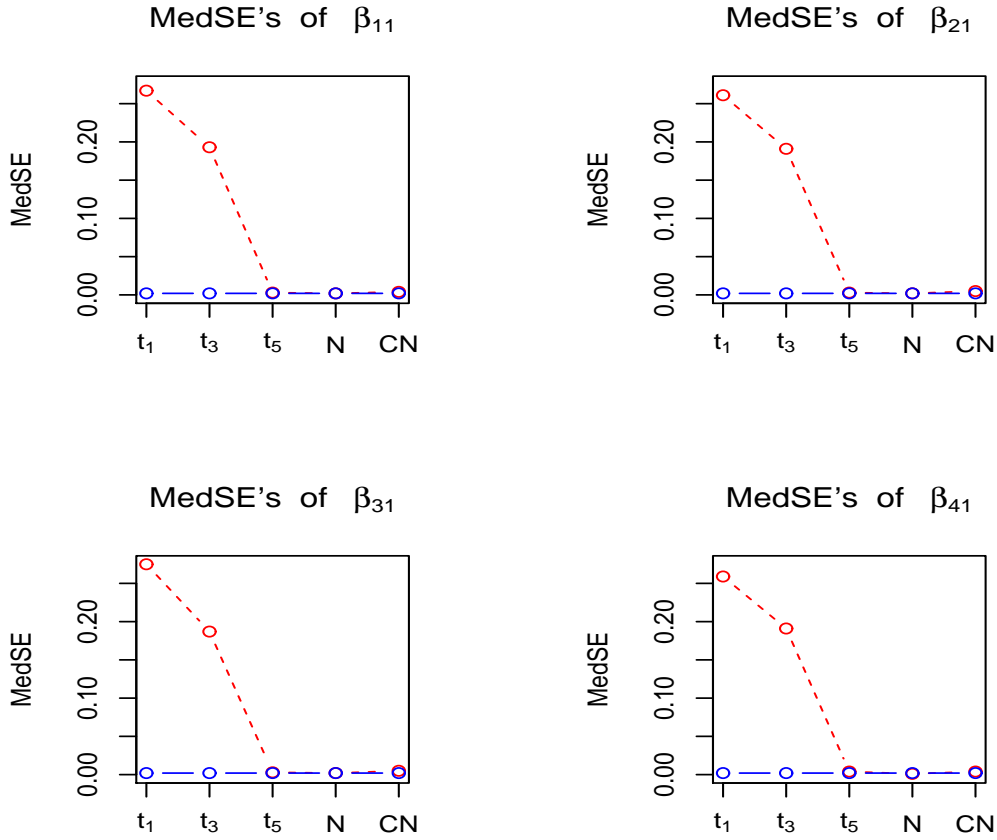 MedSE's of β11
MedSE
0.20
0.10
0.00
t1 t3 t5 N CN
MedSE's of β21
MedSE
0.20
0.10
0.00
t1 t3 t5 N CN
MedSE's of β31
MedSE
0.20
0.10
0.00
t1 t3 t5 N CN
MedSE's of β41
MedSE
0.20
0.10
0.00
t1 t3 t5 N CN